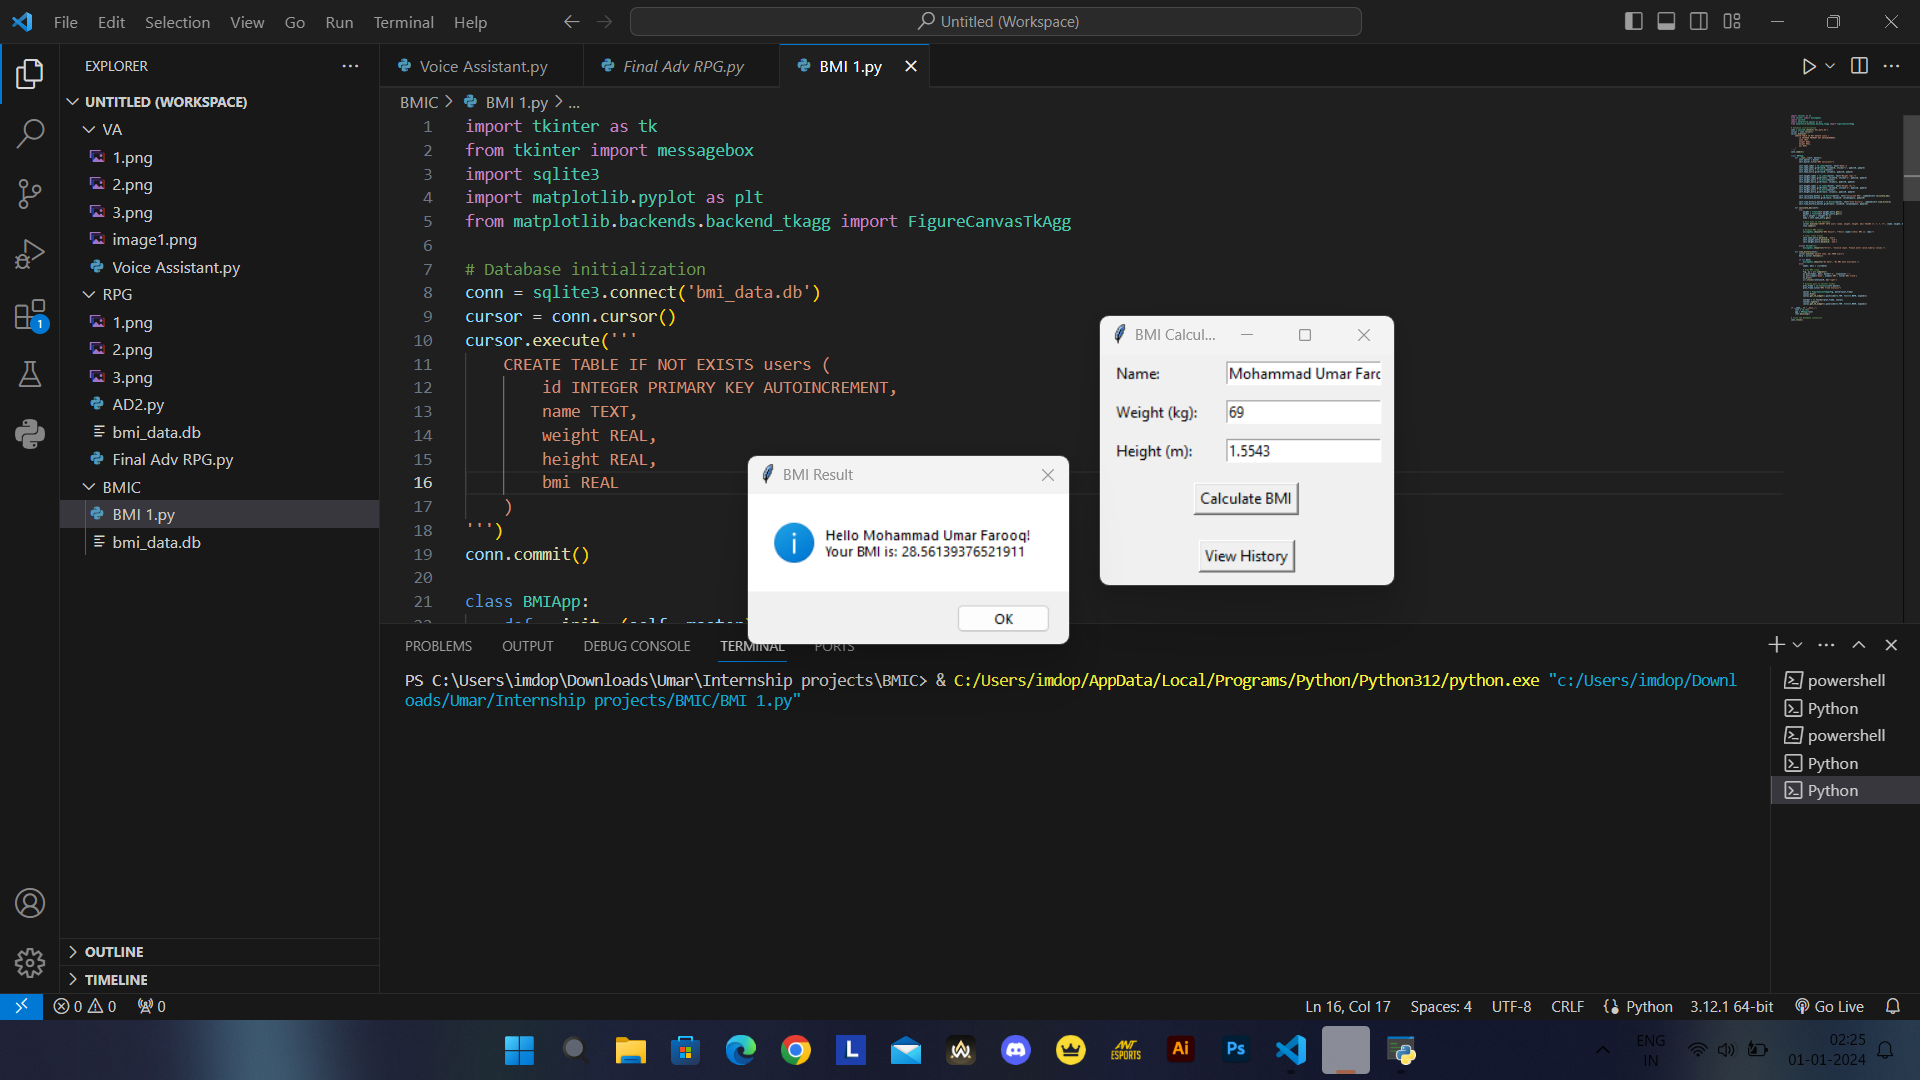 File Edit Selection View Go Run Terminal Help
Untitled (Workspace)
EXPLORER
UNTITLED (WORKSPACE)
VA
1.png
2.png
3.png
image1.png
Voice Assistant.py
RPG
1.png
2.png
3.png
AD2.py
bmi_data.db
Final Adv RPG.py
BMIC
BMI 1.py
bmi_data.db
OUTLINE
TIMELINE
1
Voice Assistant.py Final Adv RPG.py BMI 1.py
BMIC > BMI 1.py > ...
1 import tkinter as tk
2 from tkinter import messagebox
3 import sqlite3
4 import matplotlib.pyplot as plt
5 from matplotlib.backends.backend_tkagg import FigureCanvasTkAgg
6
7 # Database initialization
8 conn = sqlite3.connect('bmi_data.db')
9 cursor = conn.cursor()
10 cursor.execute('''
11 CREATE TABLE IF NOT EXISTS users (
12 id INTEGER PRIMARY KEY AUTOINCREMENT,
13 name TEXT,
14 weight REAL,
15 height REAL,
16 bmi REAL
17 )
18 ''')
19 conn.commit()
20
21 class BMIApp:
BMI Calcul...
Name: Mohammad Umar Farc
Weight (kg): 69
Height (m): 1.5543
Calculate BMI
View History
BMI Result
Hello Mohammad Umar Farooq!
Your BMI is: 28.56139376521911
OK
PROBLEMS OUTPUT DEBUG CONSOLE TERMINAL PORTS
PS C:\Users\imdop\Downloads\Umar\Internship projects\BMIC> & C:/Users/imdop/AppData/Local/Programs/Python/Python312/python.exe "c:/Users/imdop/Downl
oads/Umar/Internship projects/BMIC/BMI 1.py"
powershell
Python
powershell
Python
Python
0 0 0
Ln 16, Col 17 Spaces: 4 UTF-8 CRLF Python 3.12.1 64-bit Go Live
L
ANT
ESPORTS
Ai
Ps
ENG
IN
02:25
01-01-2024